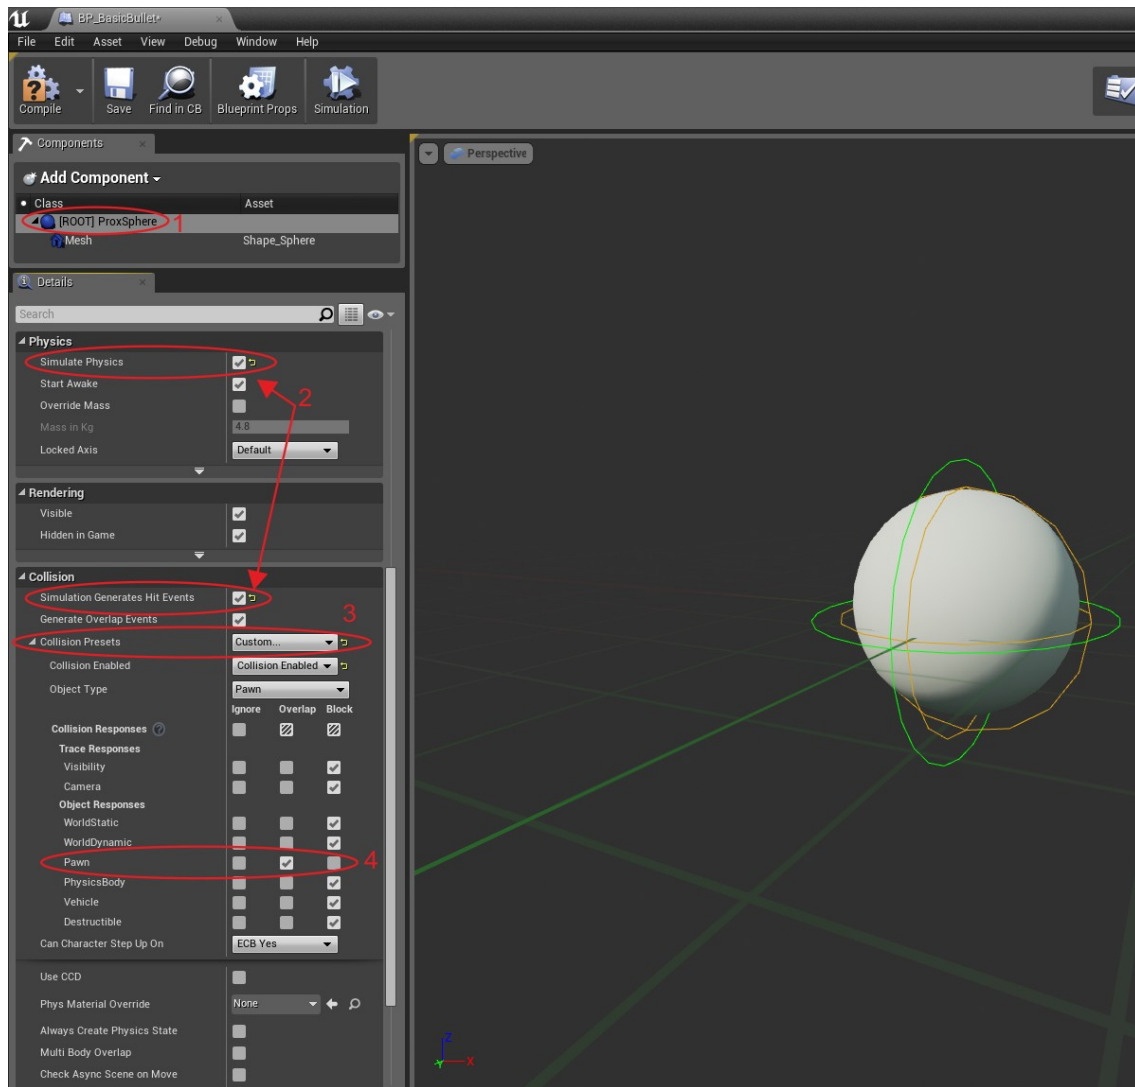 BP_BasicBullet*
File Edit Asset View Debug Window Help
Compile Save Find in CB Blueprint Props Simulation
Components
Perspective
Add Component
Class Asset
[ROOT] ProxSphere 1
Mesh Shape_Sphere
Details
Search
Physics
Simulate Physics
Start Awake
2
Override Mass
Mass in Kg 4.8
Locked Axis Default
Rendering
Visible
Hidden in Game
Collision
Simulation Generates Hit Events
3
Generate Overlap Events
Collision Presets Custom...
Collision Enabled Collision Enabled
Object Type Pawn
Ignore Overlap Block
Collision Responses ?
Trace Responses
Visibility
Camera
Object Responses
WorldStatic
WorldDynamic
Pawn 4
PhysicsBody
Vehicle
Destructible
Can Character Step Up On ECB Yes
Use CCD
Phys Material Override None
Always Create Physics State
Z
Multi Body Overlap
X
Y
Check Async Scene on Move